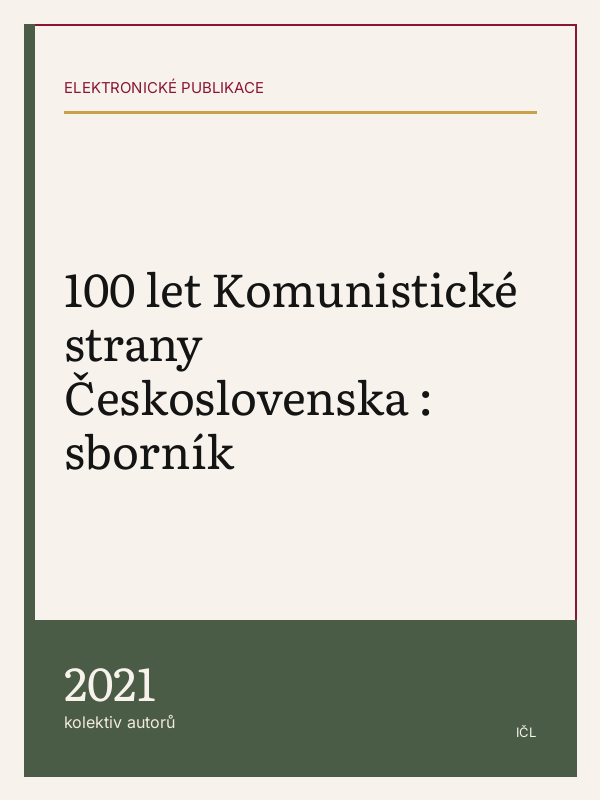 ELEKTRONICKÉ PUBLIKACE
100 let Komunistické
strany
Československa :
sborník
2021
kolektiv autorů
IČL